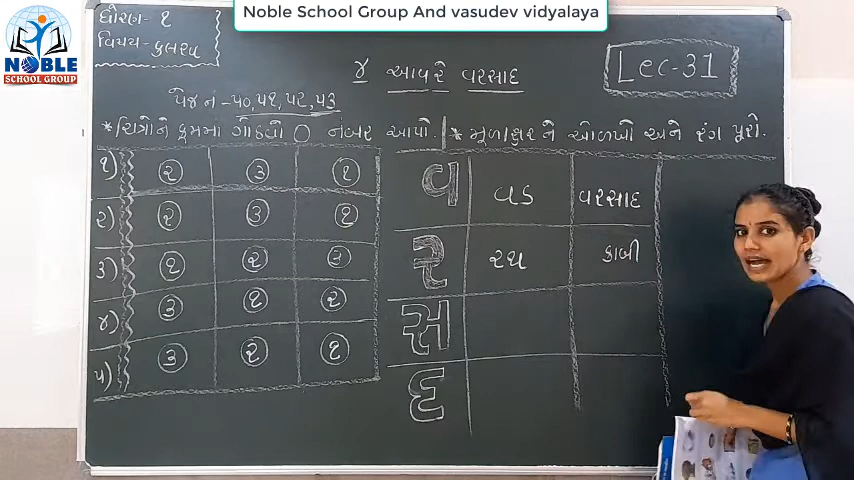 Noble School Group And vasudev vidyalaya
NOBLE
SCHOOL GROUP
ધોરણ- ૧
વિષય- કલરવ
Lec-31
૪ આવરે વરસાદ
પેજ નં -૫૦,૫૧,૫૨,૫૩
*ચિત્રોને ક્રમમાં ગોઠવી ○ નંબર આપો.
* મૂળાક્ષર ને ઓળખો અને રંગ પૂરો.
૧) ૨ ૩ ૧
૨) ૨ ૩ ૧
૩) ૧ ૨ ૩
૪) ૩ ૧ ૨
૫) ૩ ૨ ૧
વ વડ વરસાદ
ર રથ કાબી
સ
દ